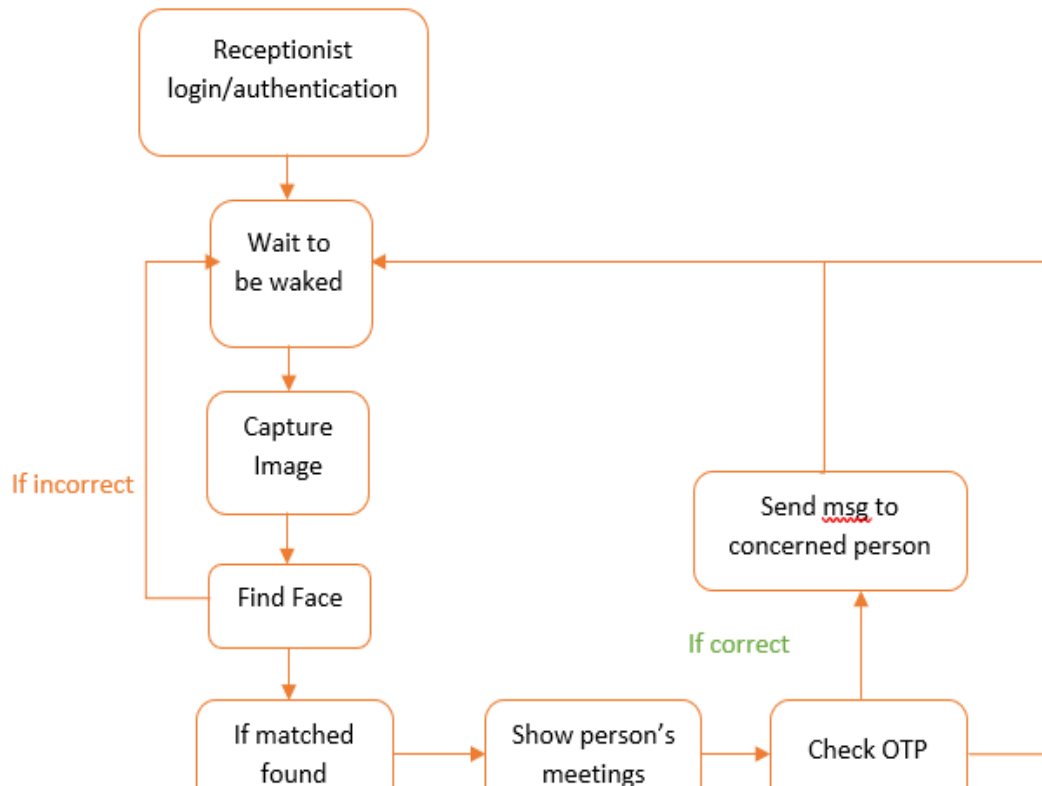 Receptionist
login/authentication
Wait to
be waked
Capture
Image
If incorrect
Send msg to
concerned person
Find Face
If correct
If matched
found
Show person's
meetings
Check OTP